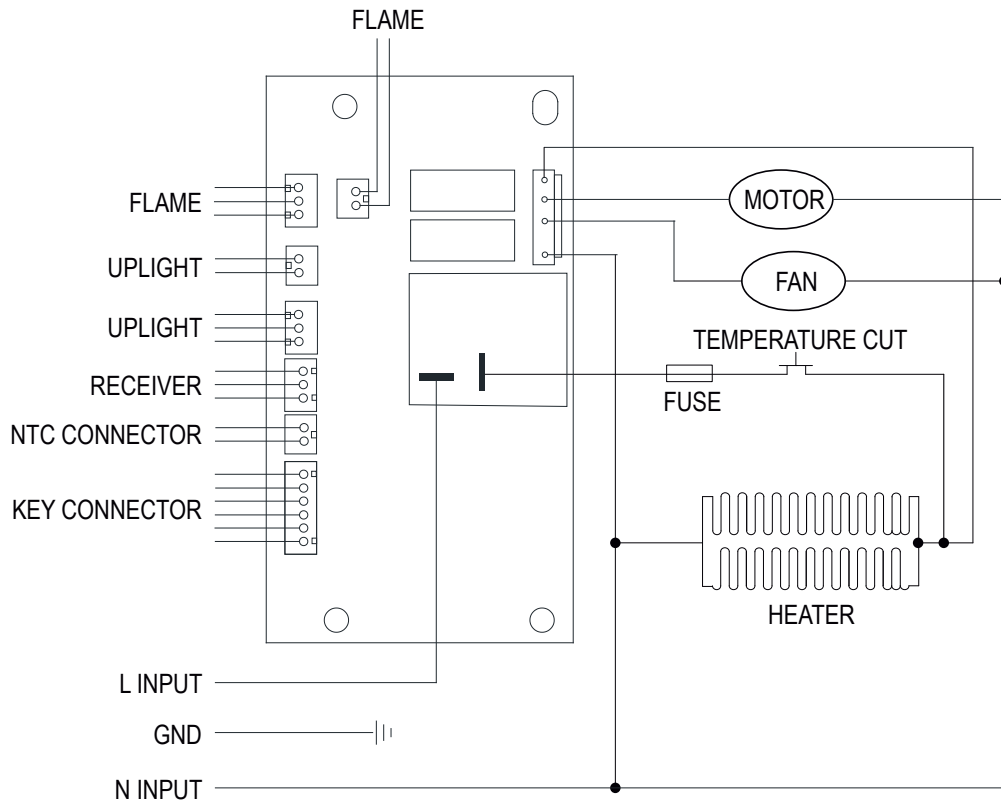 FLAME
FLAME
MOTOR
UPLIGHT
FAN
UPLIGHT
TEMPERATURE CUT
RECEIVER
FUSE
NTC CONNECTOR
KEY CONNECTOR
HEATER
L INPUT
GND
N INPUT